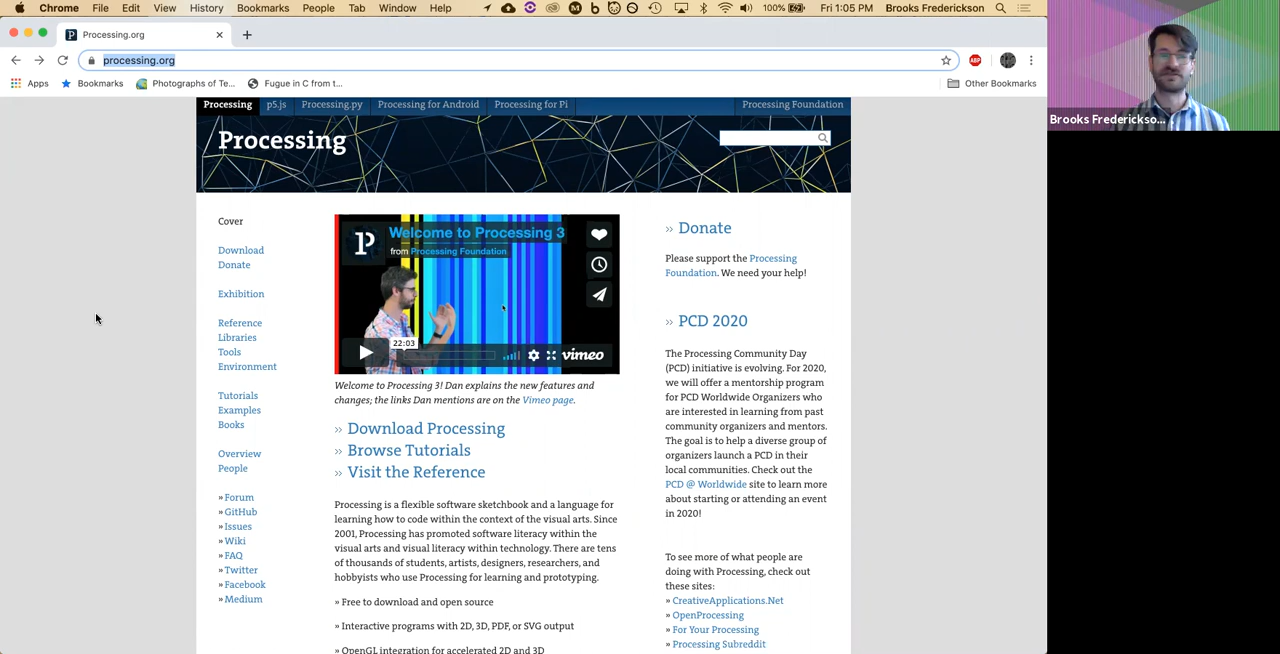 Chrome File Edit View History Bookmarks People Tab Window Help 100% Fri 1:05 PM Brooks Frederickson
Processing.org
processing.org
ABP
Apps Bookmarks Photographs of Te... Fugue in C from t... Other Bookmarks
Processing p5.js Processing.py Processing for Android Processing for Pi Processing Foundation
Processing
Brooks Frederickso...
Cover
Download
Donate
Exhibition
Reference
Libraries
Tools
Environment
Tutorials
Examples
Books
Overview
People
» Forum
» GitHub
» Issues
» Wiki
» FAQ
» Twitter
» Facebook
» Medium
Welcome to Processing 3
from Processing Foundation
22:03
vimeo
Welcome to Processing 3! Dan explains the new features and
changes; the links Dan mentions are on the Vimeo page.
» Download Processing
» Browse Tutorials
» Visit the Reference
Processing is a flexible software sketchbook and a language for
learning how to code within the context of the visual arts. Since
2001, Processing has promoted software literacy within the
visual arts and visual literacy within technology. There are tens
of thousands of students, artists, designers, researchers, and
hobbyists who use Processing for learning and prototyping.
» Free to download and open source
» Interactive programs with 2D, 3D, PDF, or SVG output
» OpenGL integration for accelerated 2D and 3D
» Donate
Please support the Processing
Foundation. We need your help!
» PCD 2020
The Processing Community Day
(PCD) initiative is evolving. For 2020,
we will offer a mentorship program
for PCD Worldwide Organizers who
are interested in learning from past
community organizers and mentors.
The goal is to help a diverse group of
organizers launch a PCD in their
local communities. Check out the
PCD @ Worldwide site to learn more
about starting or attending an event
in 2020!
To see more of what people are
doing with Processing, check out
these sites:
» CreativeApplications.Net
» OpenProcessing
» For Your Processing
» Processing Subreddit